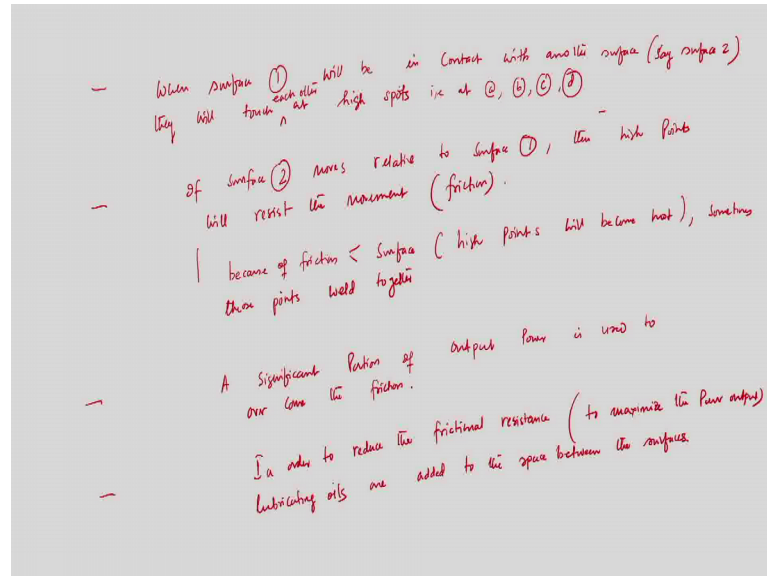 — When surface ① will be in contact with another surface (say surface 2)
they will touch each other at high spots i,e at ⓐ, ⓑ, ⓒ, ⓓ
— If surface ② moves relative to surface ①, then high points
will resist the movement (friction).
because of friction < surface (high points will become hot), sometimes
these points weld together
— A significant Portion of output Power is used to
over come the friction.
— In order to reduce the frictional resistance (to maximize the Power output)
lubricating oils are added to the space between the surfaces.